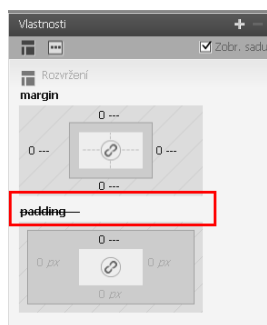 Vlastnosti + −
Zobr. sadu
Rozvržení
margin
0 ---
0 --- 0 ---
0 ---
padding
0 ---
0 px 0 px
0 px